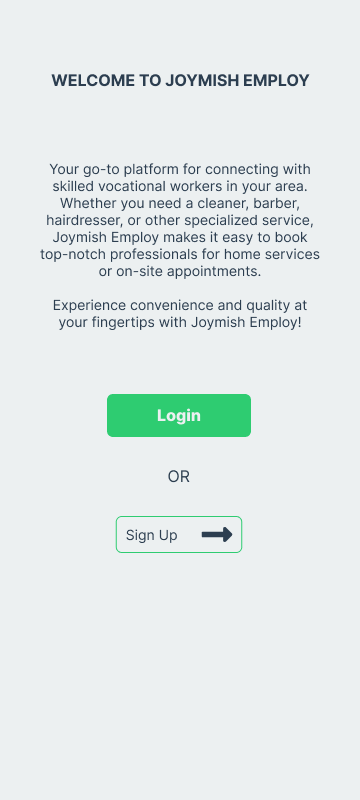 WELCOME TO JOYMISH EMPLOY
Your go-to platform for connecting with
skilled vocational workers in your area.
Whether you need a cleaner, barber,
hairdresser, or other specialized service,
Joymish Employ makes it easy to book
top-notch professionals for home services
or on-site appointments.
Experience convenience and quality at
your fingertips with Joymish Employ!
Login
OR
Sign Up